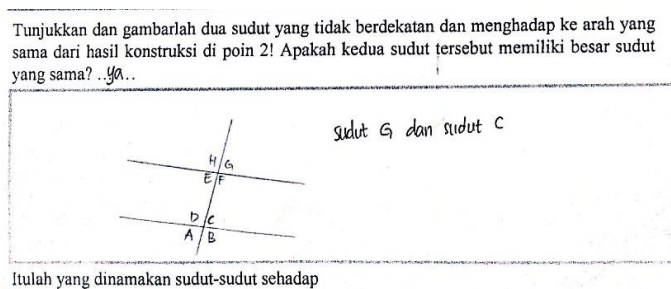 Tunjukkan dan gambarlah dua sudut yang tidak berdekatan dan menghadap ke arah yang
sama dari hasil konstruksi di poin 2! Apakah kedua sudut tersebut memiliki besar sudut
yang sama? ..ya..
sudut G dan sudut C
H G
E F
D C
A B
Itulah yang dinamakan sudut-sudut sehadap